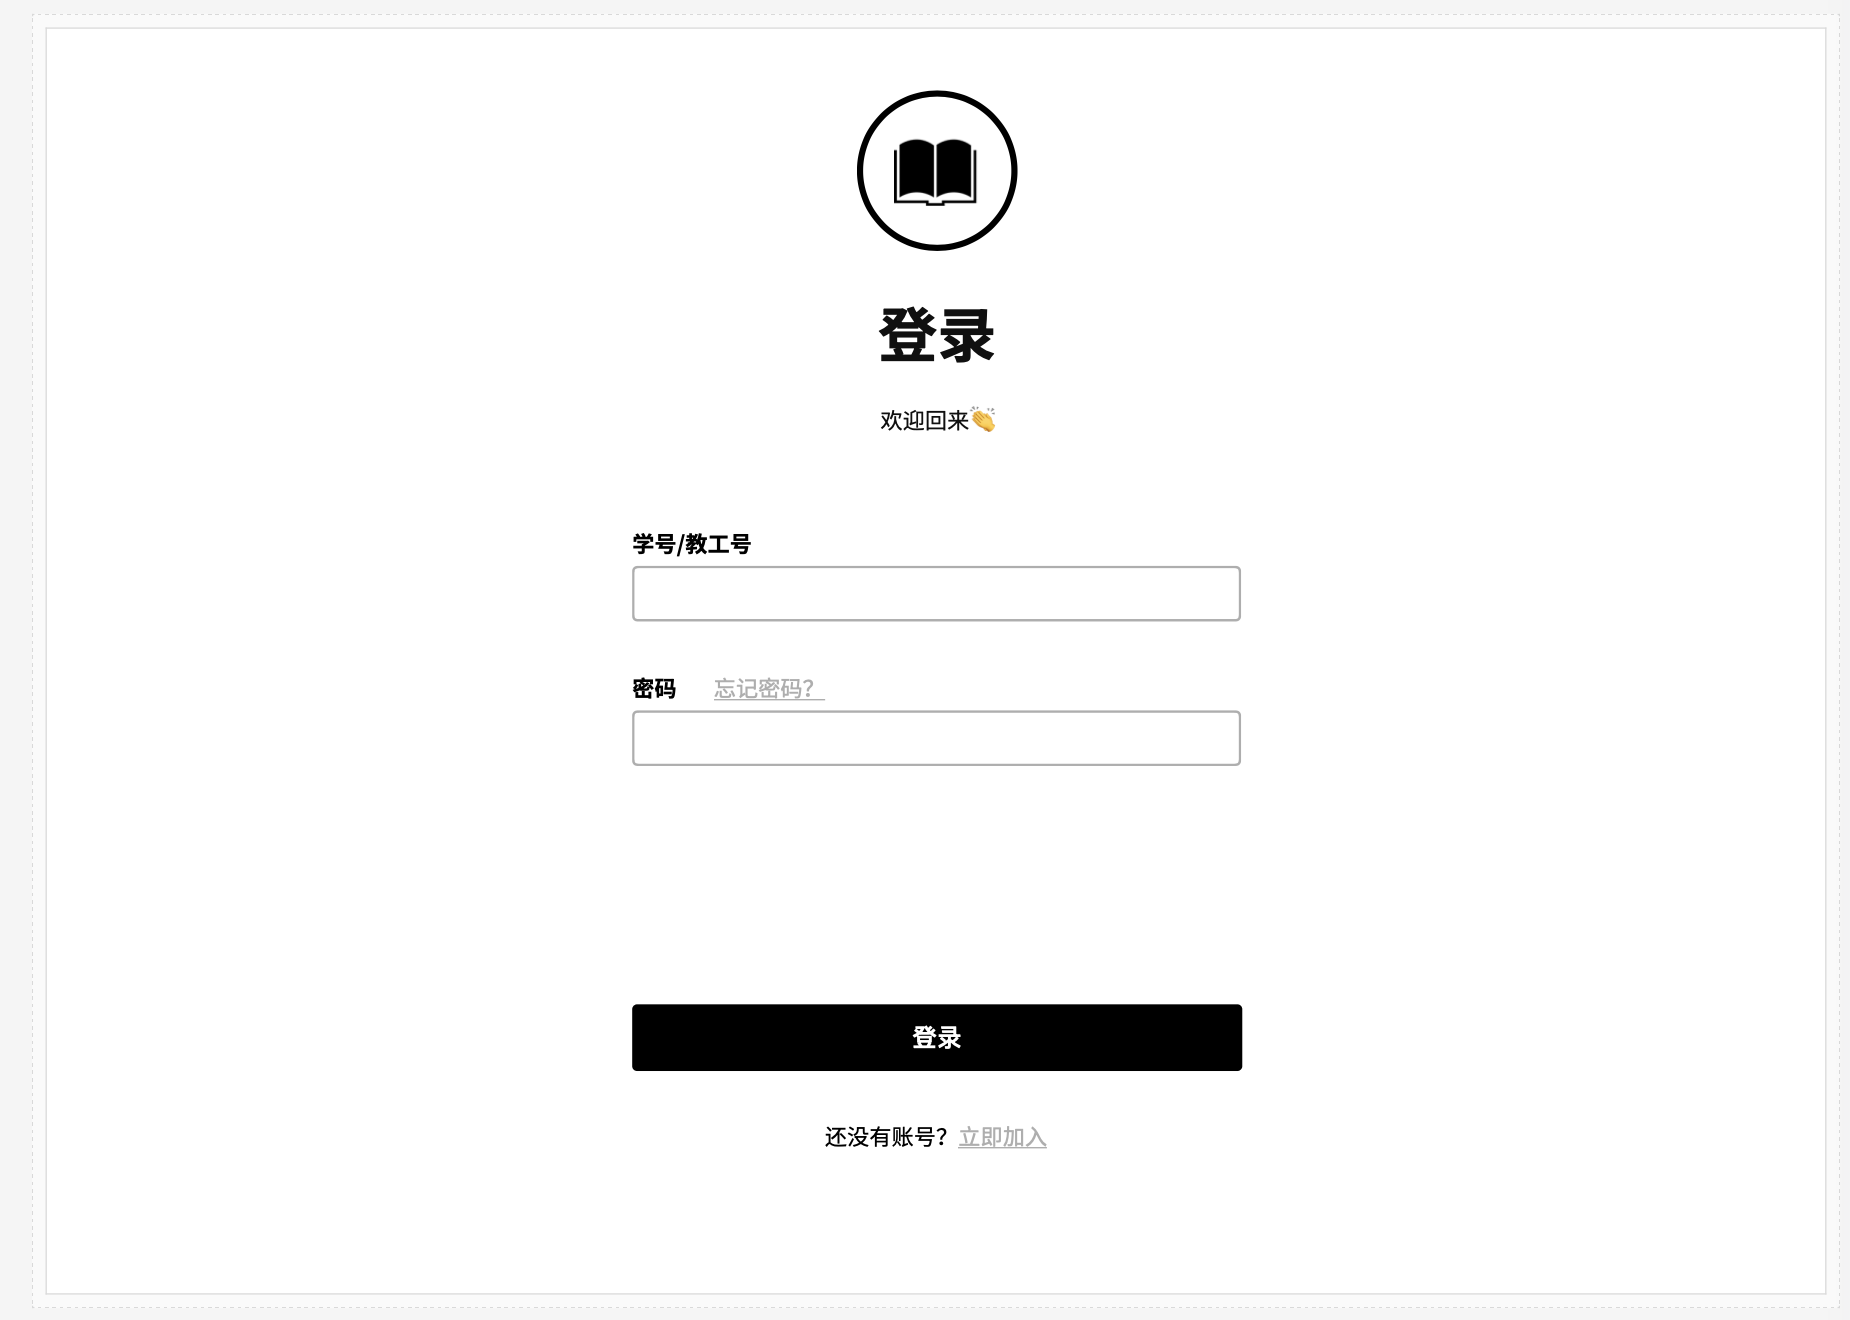 登录
欢迎回来👏
学号/教工号
密码 忘记密码？
登录
还没有账号？立即加入